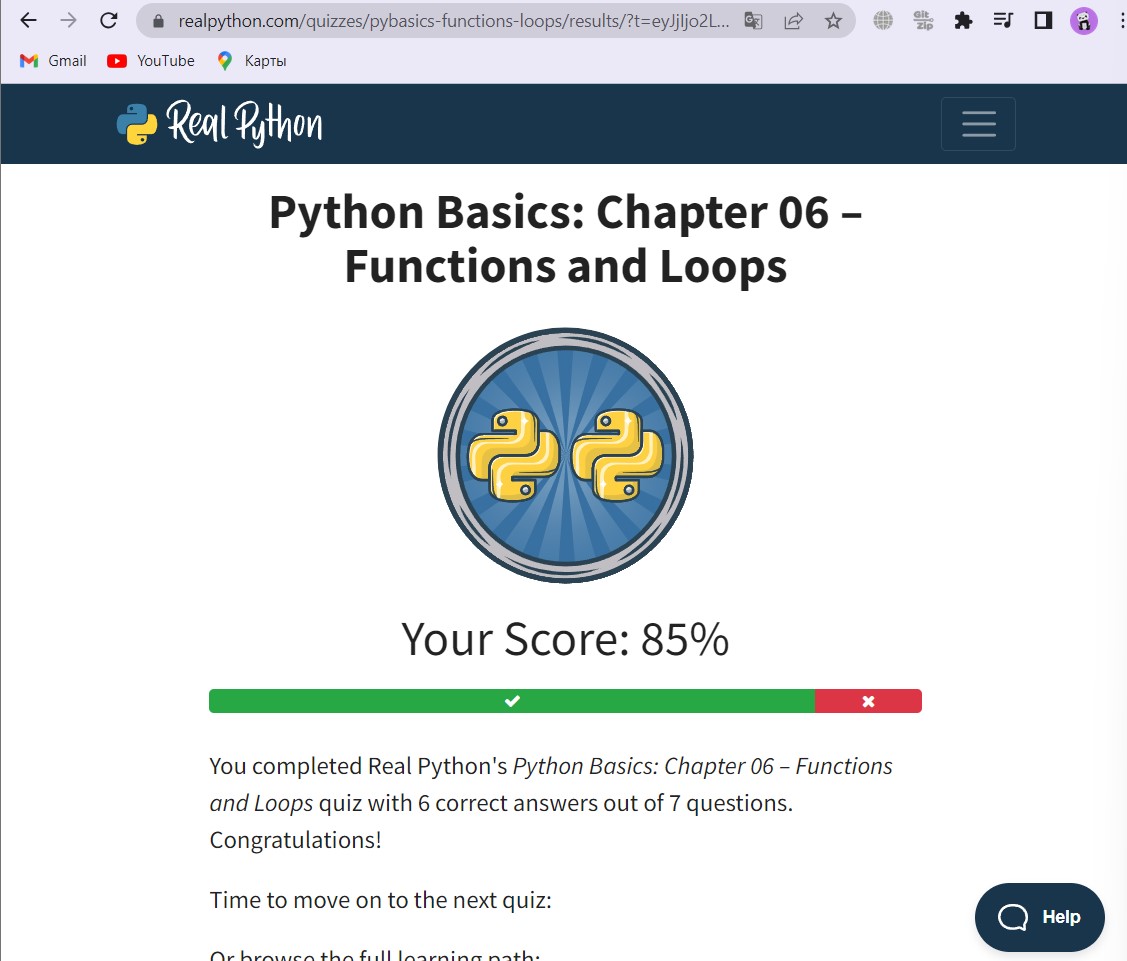 realpython.com/quizzes/pybasics-functions-loops/results/?t=eyJjIjo2L...
Git
zip
Gmail
YouTube
Карты
Real Python
Python Basics: Chapter 06 –
Functions and Loops
Your Score: 85%
You completed Real Python's Python Basics: Chapter 06 – Functions
and Loops quiz with 6 correct answers out of 7 questions.
Congratulations!
Time to move on to the next quiz:
Help
Or browse the full learning path: